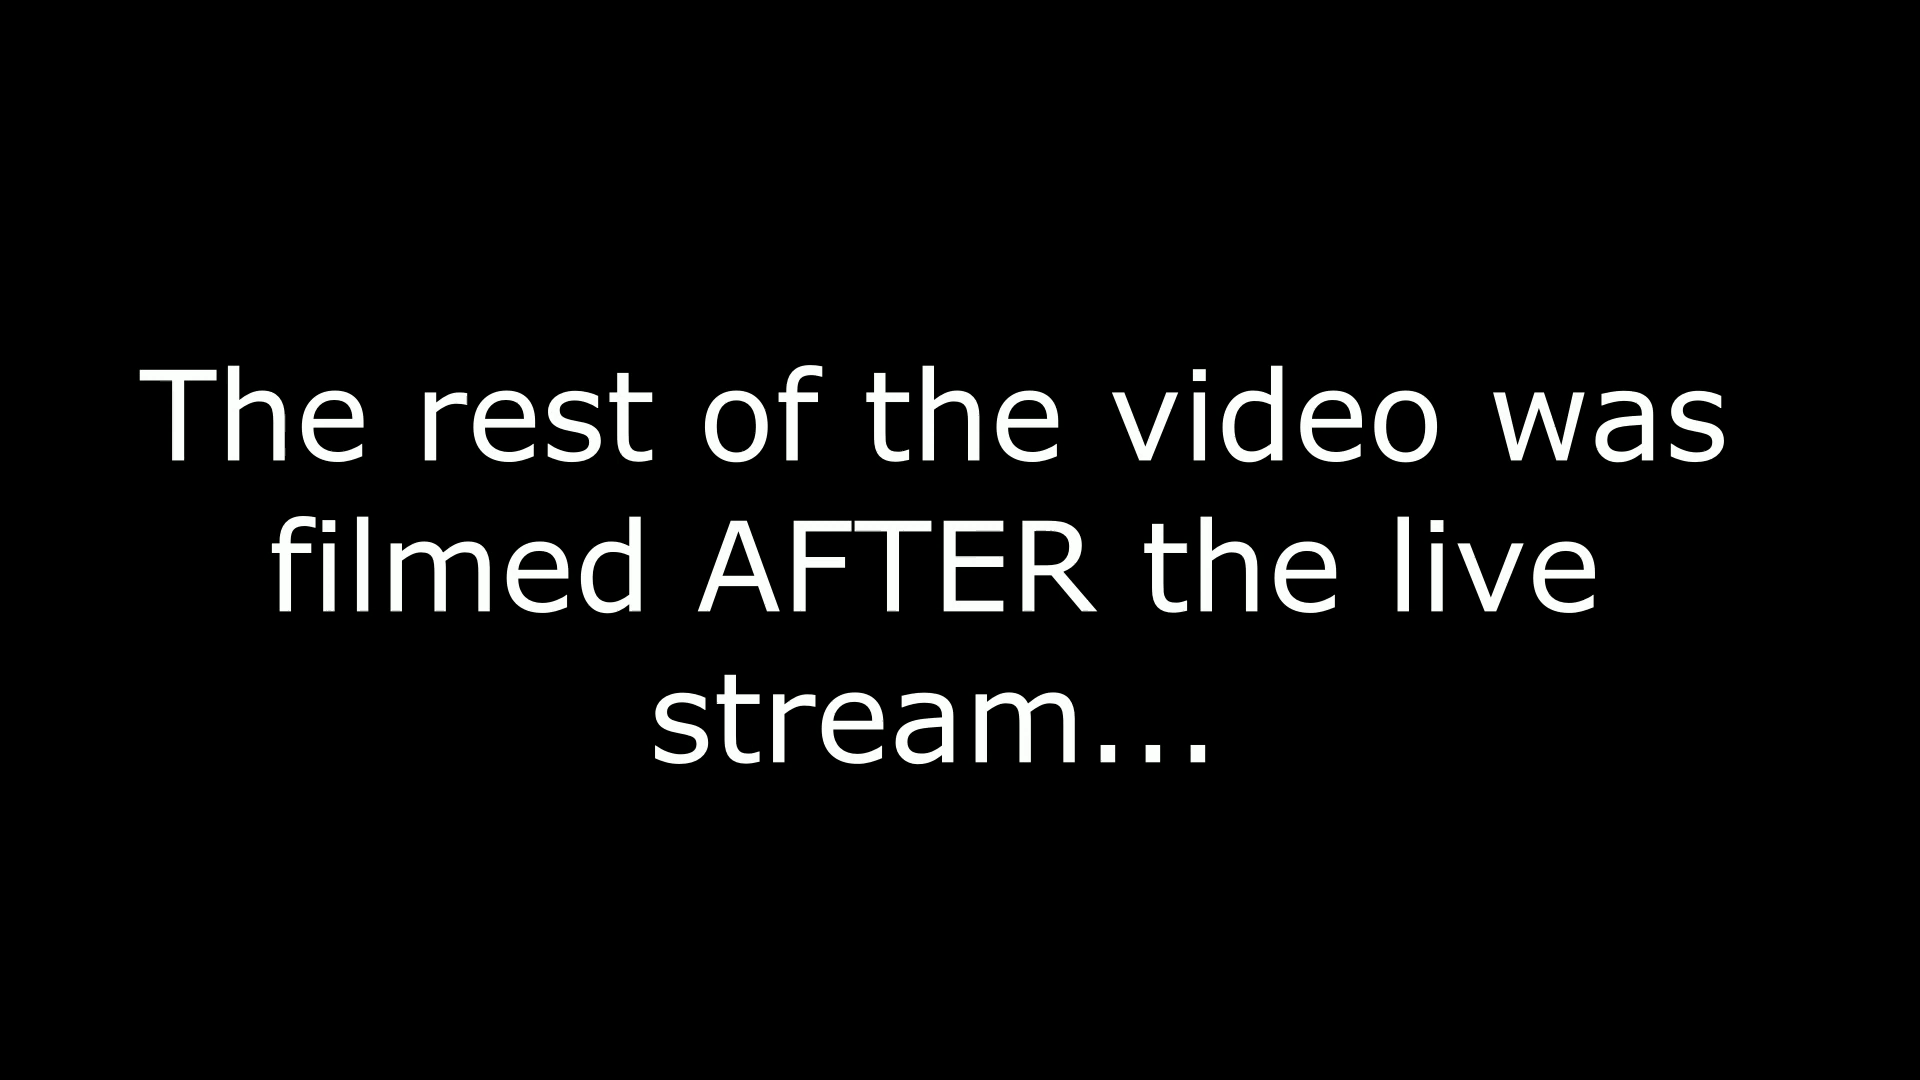 The rest of the video was
filmed AFTER the live
stream...